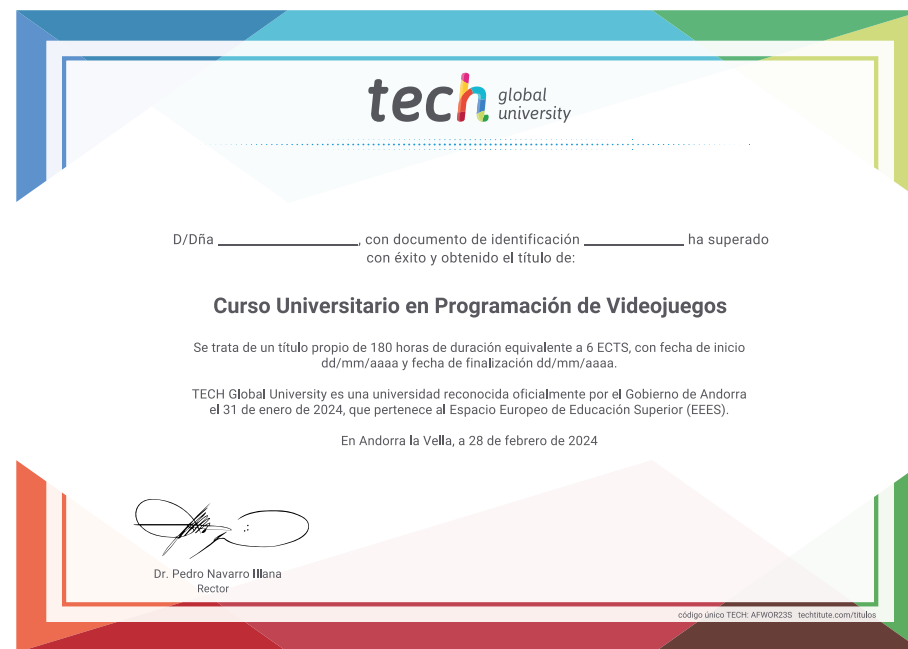 tech global university
D/Dña ______________, con documento de identificación __________ ha superado
con éxito y obtenido el título de:
Curso Universitario en Programación de Videojuegos
Se trata de un título propio de 180 horas de duración equivalente a 6 ECTS, con fecha de inicio
dd/mm/aaaa y fecha de finalización dd/mm/aaaa.
TECH Global University es una universidad reconocida oficialmente por el Gobierno de Andorra
el 31 de enero de 2024, que pertenece al Espacio Europeo de Educación Superior (EEES).
En Andorra la Vella, a 28 de febrero de 2024
Dr. Pedro Navarro Illana
Rector
código único TECH: AFWOR23S techtitute.com/titulos